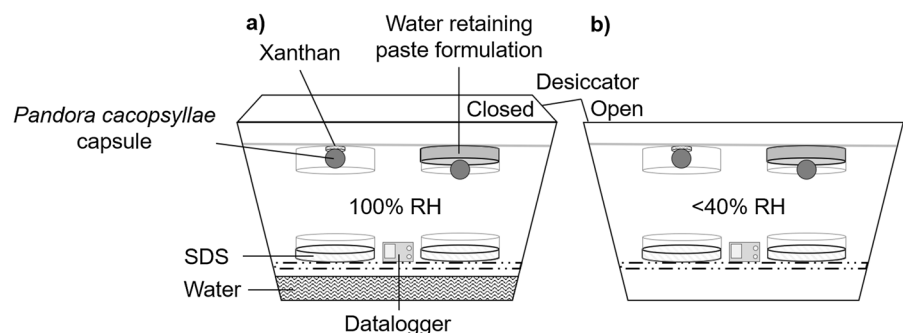 a)
b)
Xanthan
Water retaining
paste formulation
Desiccator
Closed
Open
Pandora cacopsyllae
capsule
100% RH
<40% RH
SDS
Water
Datalogger